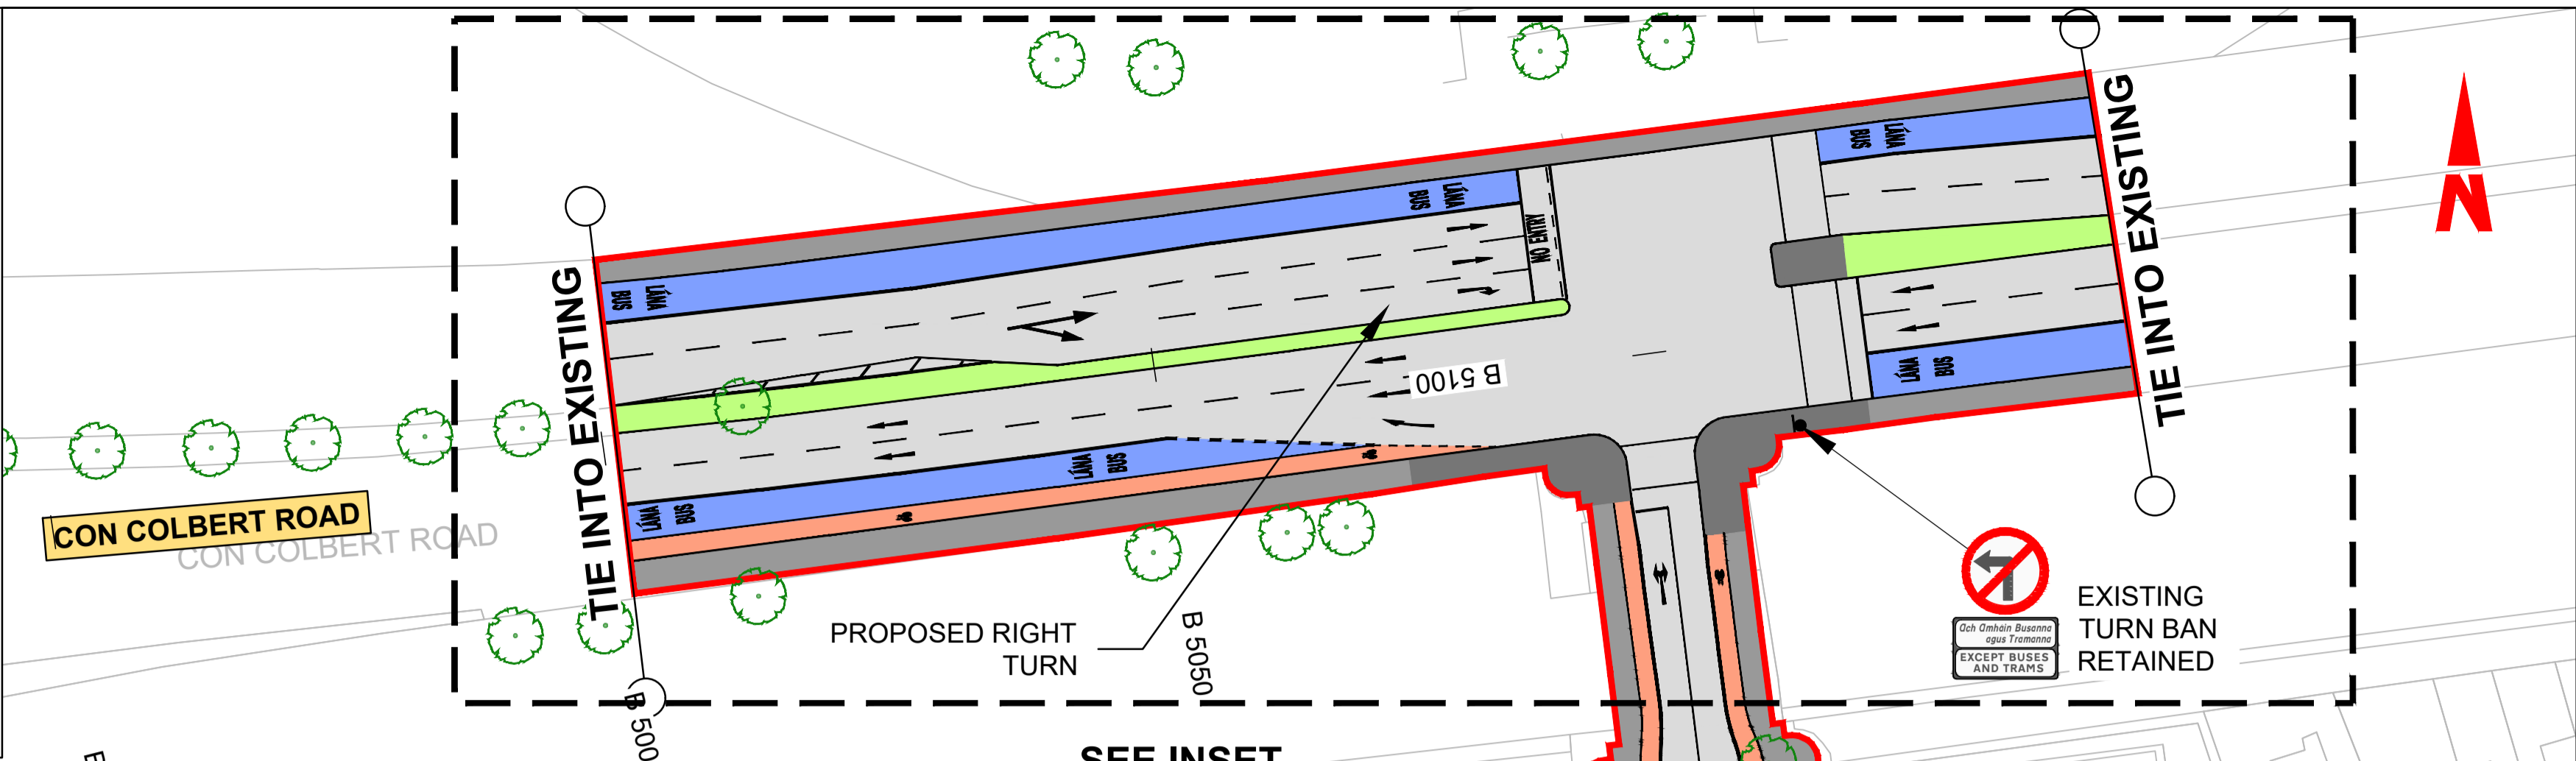 TIE INTO EXISTING
TIE INTO EXISTING
N
LÁNA
BUS
LÁNA
BUS
LÁNA
BUS
NO ENTRY
B 5100
LÁNA
BUS
LÁNA
BUS
LÁNA
BUS
CON COLBERT ROAD
CON COLBERT ROAD
PROPOSED RIGHT
TURN
B 5050
B 500
Ach Amháin Busanna
agus Tramanna
EXCEPT BUSES
AND TRAMS
EXISTING
TURN BAN
RETAINED
SEE INSET